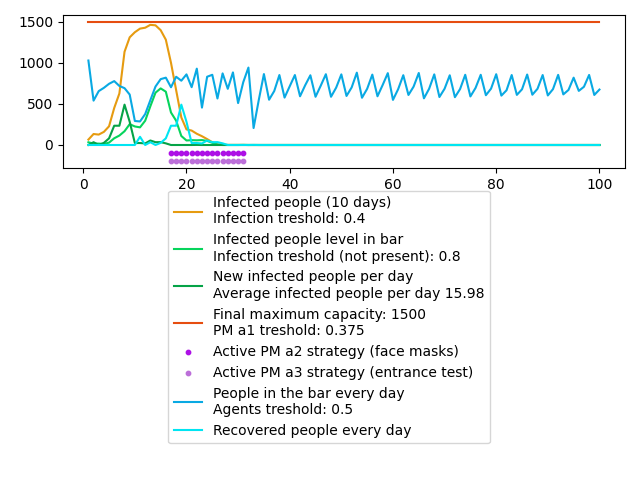 1500
1000
500
0
0
20
40
60
80
100
Infected people (10 days)
Infection treshold: 0.4
Infected people level in bar
Infection treshold (not present): 0.8
New infected people per day
Average infected people per day 15.98
Final maximum capacity: 1500
PM a1 treshold: 0.375
Active PM a2 strategy (face masks)
Active PM a3 strategy (entrance test)
People in the bar every day
Agents treshold: 0.5
Recovered people every day